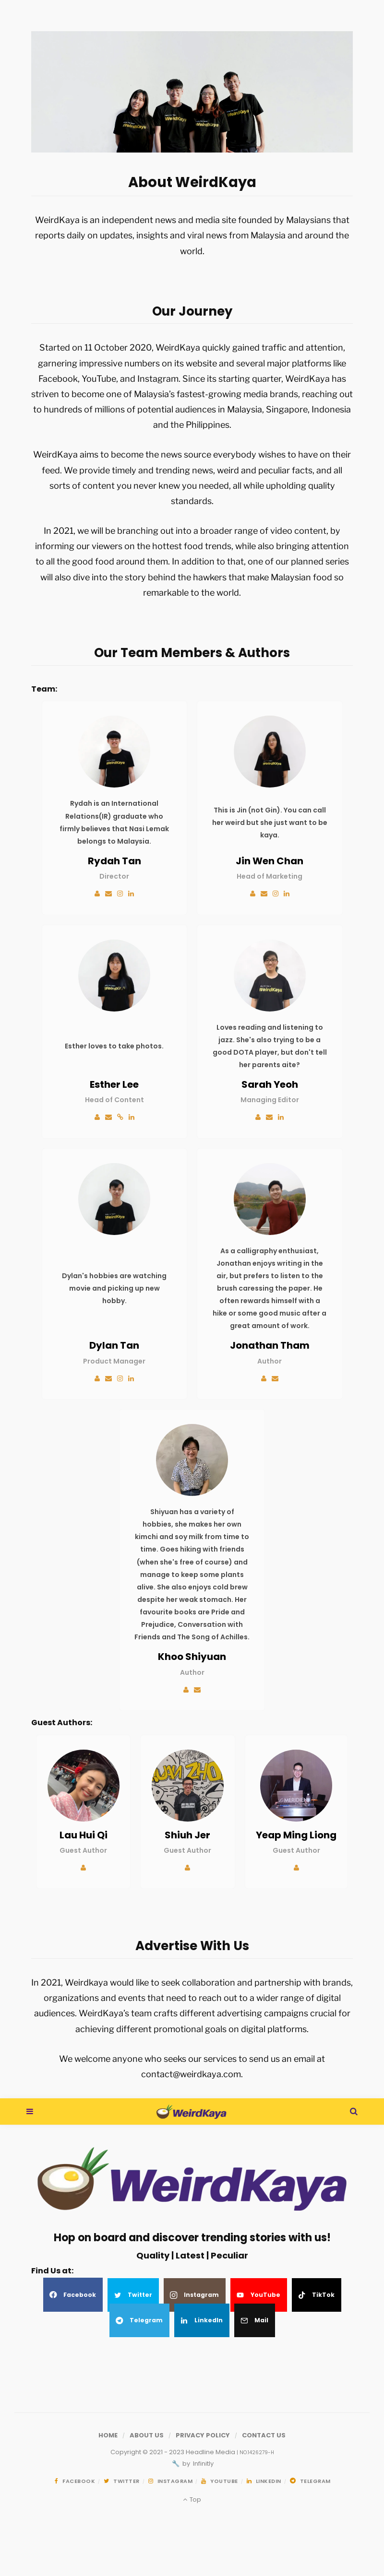 About WeirdKaya
WeirdKaya is an independent news and media site founded by Malaysians that
reports daily on updates, insights and viral news from Malaysia and around the
world.
Our Journey
Started on 11 October 2020, WeirdKaya quickly gained traffic and attention,
garnering impressive numbers on its website and several major platforms like
Facebook, YouTube, and Instagram. Since its starting quarter, WeirdKaya has
striven to become one of Malaysia's fastest-growing media brands, reaching out
to hundreds of millions of potential audiences in Malaysia, Singapore, Indonesia
and the Philippines.
WeirdKaya aims to become the news source everybody wishes to have on their
feed. We provide timely and trending news, weird and peculiar facts, and all
sorts of content you never knew you needed, all while upholding quality
standards.
In 2021, we will be branching out into a broader range of video content, by
informing our viewers on the hottest food trends, while also bringing attention
to all the good food around them. In addition to that, one of our planned series
will also dive into the story behind the hawkers that make Malaysian food so
remarkable to the world.
Our Team Members & Authors
Team:
Rydah is an International
Relations(IR) graduate who
firmly believes that Nasi Lemak
belongs to Malaysia.
Rydah Tan
Director
This is Jin (not Gin). You can call
her weird but she just want to be
kaya.
Jin Wen Chan
Head of Marketing
Esther loves to take photos.
Esther Lee
Head of Content
Loves reading and listening to
jazz. She's also trying to be a
good DOTA player, but don't tell
her parents aite?
Sarah Yeoh
Managing Editor
Dylan's hobbies are watching
movie and picking up new
hobby.
Dylan Tan
Product Manager
As a calligraphy enthusiast,
Jonathan enjoys writing in the
air, but prefers to listen to the
brush caressing the paper. He
often rewards himself with a
hike or some good music after a
great amount of work.
Jonathan Tham
Author
Shiyuan has a variety of
hobbies, she makes her own
kimchi and soy milk from time to
time. Goes hiking with friends
(when she's free of course) and
manage to keep some plants
alive. She also enjoys cold brew
despite her weak stomach. Her
favourite books are Pride and
Prejudice, Conversation with
Friends and The Song of Achilles.
Khoo Shiyuan
Author
Guest Authors:
Lau Hui Qi
Guest Author
Shiuh Jer
Guest Author
Yeap Ming Liong
Guest Author
Advertise With Us
In 2021, Weirdkaya would like to seek collaboration and partnership with brands,
organizations and events that need to reach out to a wider range of digital
audiences. WeirdKaya's team crafts different advertising campaigns crucial for
achieving different promotional goals on digital platforms.
We welcome anyone who seeks our services to send us an email at
contact@weirdkaya.com.
WeirdKaya
WeirdKaya
Hop on board and discover trending stories with us!
Quality | Latest | Peculiar
Find Us at:
Facebook Twitter Instagram YouTube TikTok
Telegram LinkedIn Mail
HOME / ABOUT US / PRIVACY POLICY / CONTACT US
Copyright © 2021 - 2023 Headline Media
🔧 by Infinitly
FACEBOOK TWITTER INSTAGRAM YOUTUBE LINKEDIN TELEGRAM
Top